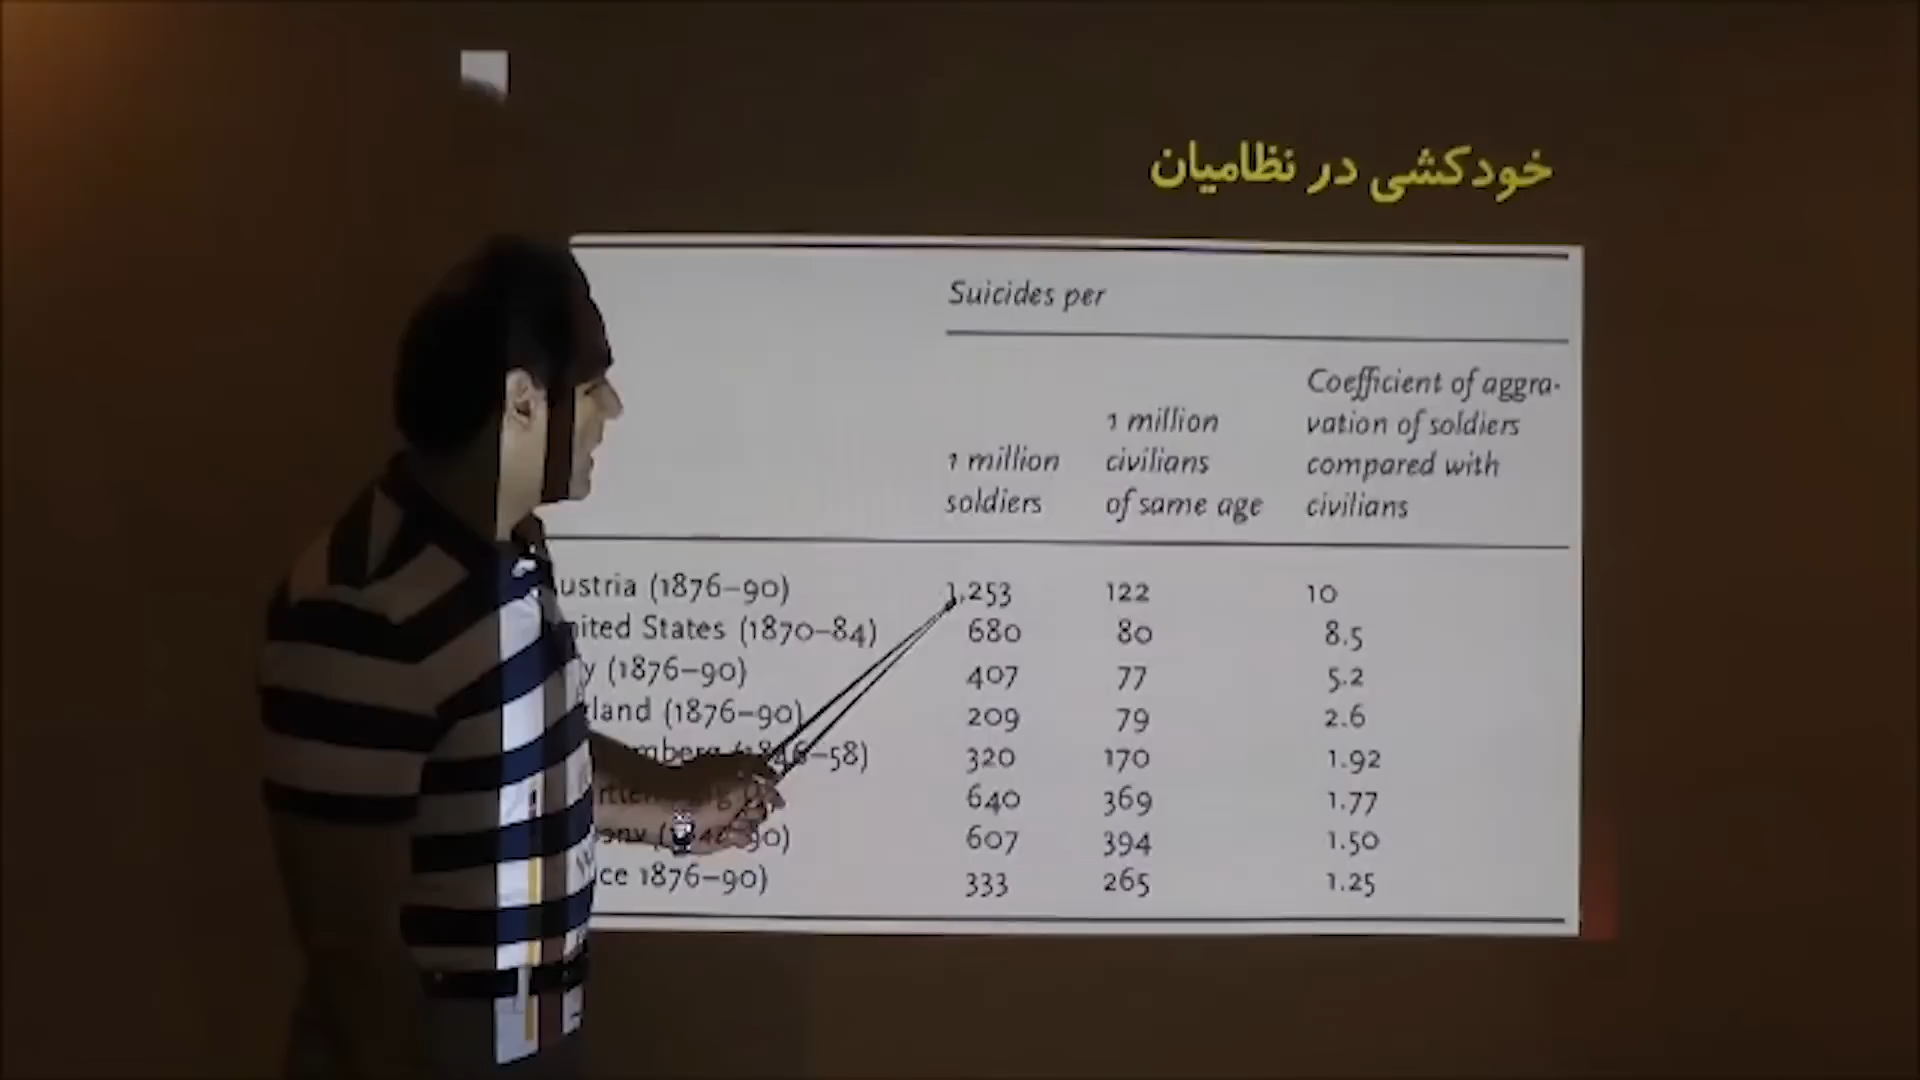 خودکشی در نظامیان
Suicides per
1 million soldiers
1 million civilians of same age
Coefficient of aggra-
vation of soldiers
compared with
civilians
ustria (1876–90) 1,253 122 10
nited States (1870–84) 680 80 8.5
y (1876–90) 407 77 5.2
land (1876–90) 209 79 2.6
–58) 320 170 1.92
640 369 1.77
90) 607 394 1.50
ce 1876–90) 333 265 1.25